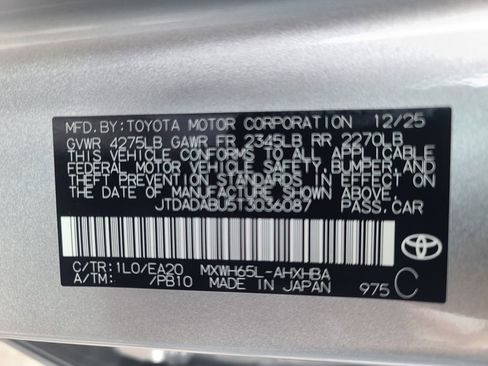 MFD. BY: TOYOTA MOTOR CORPORATION 12/25
GVWR 4275LB GAWR FR 2345LB RR 2270LB
THIS VEHICLE CONFORMS TO ALL APPLICABLE
FEDERAL MOTOR VEHICLE SAFETY, BUMPER, AND
THEFT PREVENTION STANDARDS IN EFFECT ON
THE DATE OF MANUFACTURE SHOWN ABOVE.
JTDADABU5T3036087 PASS. CAR
C/TR: 1L0/EA20 MXWH65L-AHXHBA
A/TM: /PB10 MADE IN JAPAN 975 C
TOYOTA